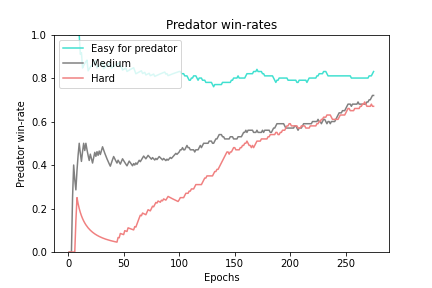 Predator win-rates
Easy for predator
Medium
Hard
Predator win-rate
1.0
0.8
0.6
0.4
0.2
0.0
0
50
100
150
200
250
Epochs